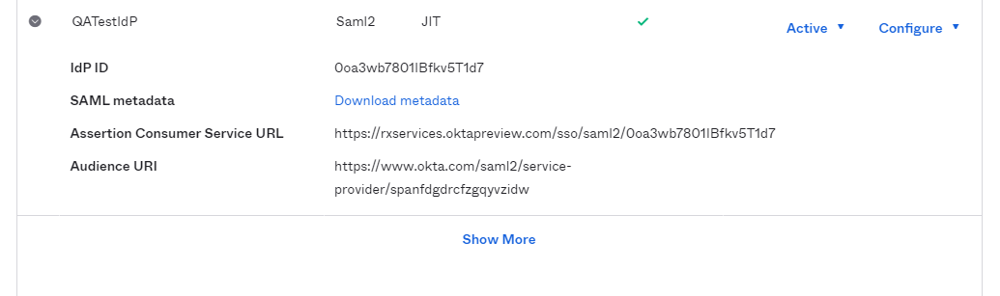 QATestIdP Saml2 JIT Active Configure
IdP ID 0oa3wb7801IBfkv5T1d7
SAML metadata Download metadata
Assertion Consumer Service URL https://rxservices.oktapreview.com/sso/saml2/0oa3wb7801IBfkv5T1d7
Audience URI https://www.okta.com/saml2/service-
provider/spanfdgdrcfzgqyvzidw
Show More